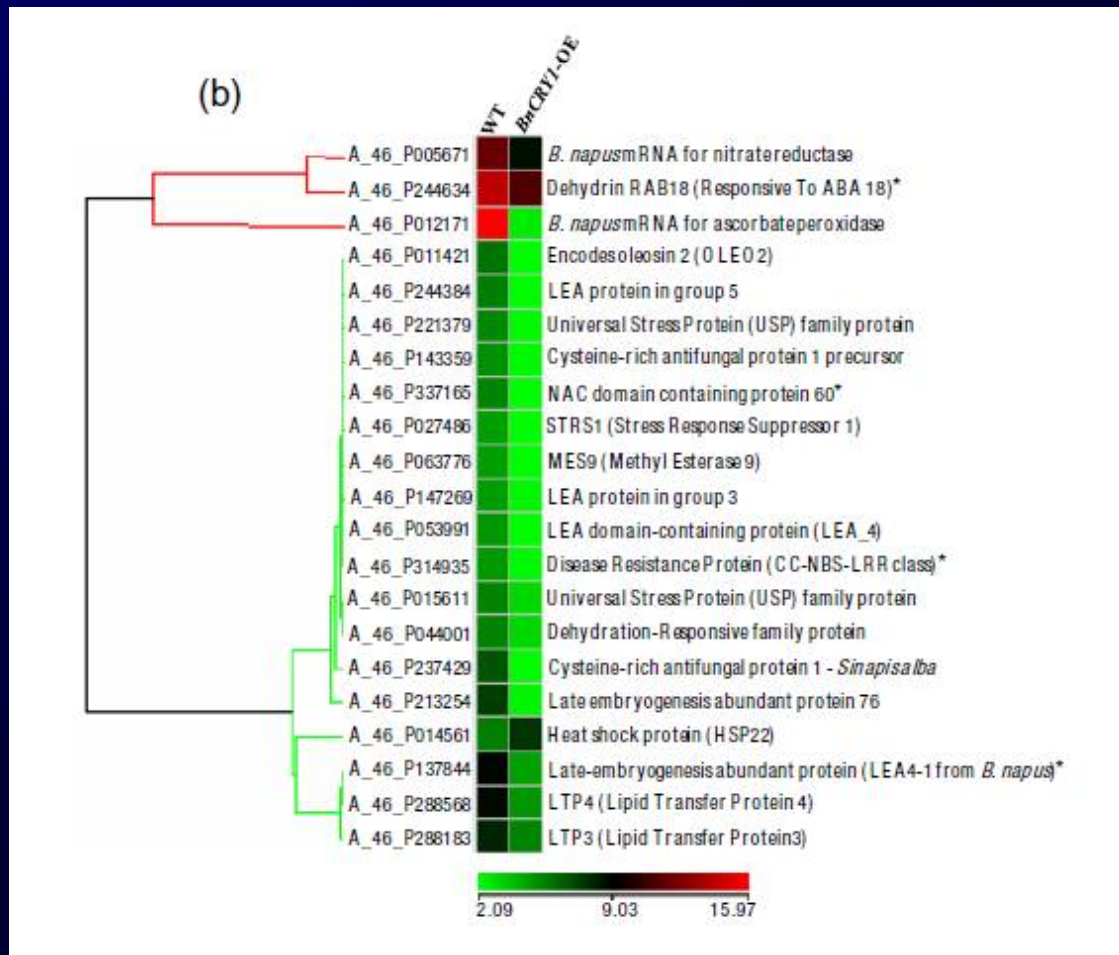 (b)
WT BnCRY1-OE
A_46_P005671 B. napus mRNA for nitrate reductase
A_46_P244634 Dehydrin RAB18 (Responsive To ABA 18)*
A_46_P012171 B. napus mRNA for ascorbate peroxidase
A_46_P011421 Encodes oleosin 2 (OLEO2)
A_46_P244384 LEA protein in group 5
A_46_P221379 Universal Stress Protein (USP) family protein
A_46_P143359 Cysteine-rich antifungal protein 1 precursor
A_46_P337165 NAC domain containing protein 60*
A_46_P027486 STRS1 (Stress Response Suppressor 1)
A_46_P063776 MES9 (Methyl Esterase 9)
A_46_P147269 LEA protein in group 3
A_46_P053991 LEA domain-containing protein (LEA_4)
A_46_P314935 Disease Resistance Protein (CC-NBS-LRR class)*
A_46_P015611 Universal Stress Protein (USP) family protein
A_46_P044001 Dehydration-Responsive family protein
A_46_P237429 Cysteine-rich antifungal protein 1 - Sinapis alba
A_46_P213254 Late embryogenesis abundant protein 76
A_46_P014561 Heat shock protein (HSP22)
A_46_P137844 Late-embryogenesis abundant protein (LEA4-1 from B. napus)*
A_46_P288568 LTP4 (Lipid Transfer Protein 4)
A_46_P288183 LTP3 (Lipid Transfer Protein3)
2.09 9.03 15.97